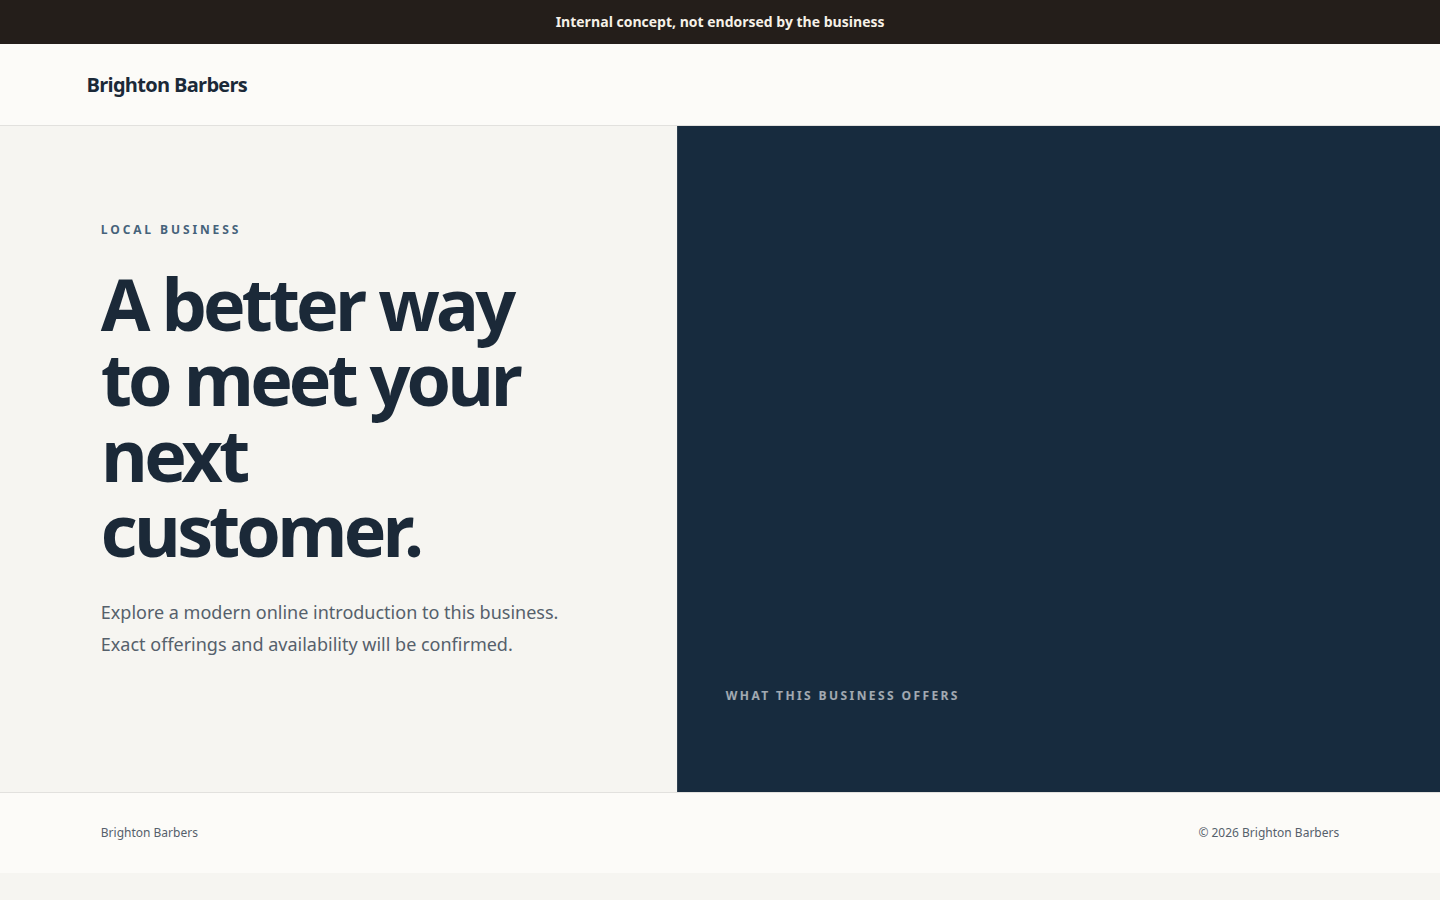 Internal concept, not endorsed by the business
Brighton Barbers
LOCAL BUSINESS
A better way
to meet your
next
customer.
Explore a modern online introduction to this business.
Exact offerings and availability will be confirmed.
WHAT THIS BUSINESS OFFERS
Brighton Barbers
© 2026 Brighton Barbers